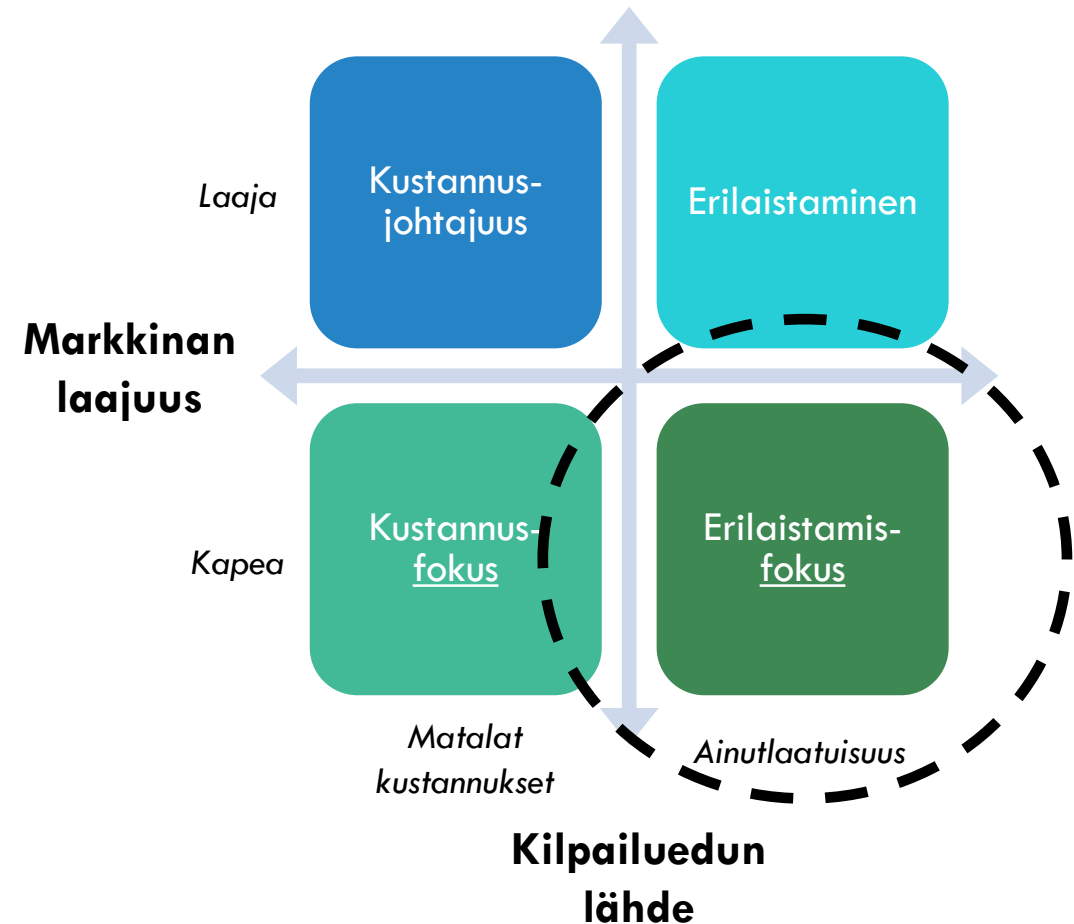 Laaja
Kustannus-
johtajuus
Erilaistaminen
Markkinan
laajuus
Kapea
Kustannus-
fokus
Erilaistamis-
fokus
Matalat
kustannukset
Ainutlaatuisuus
Kilpailuedun
lähde